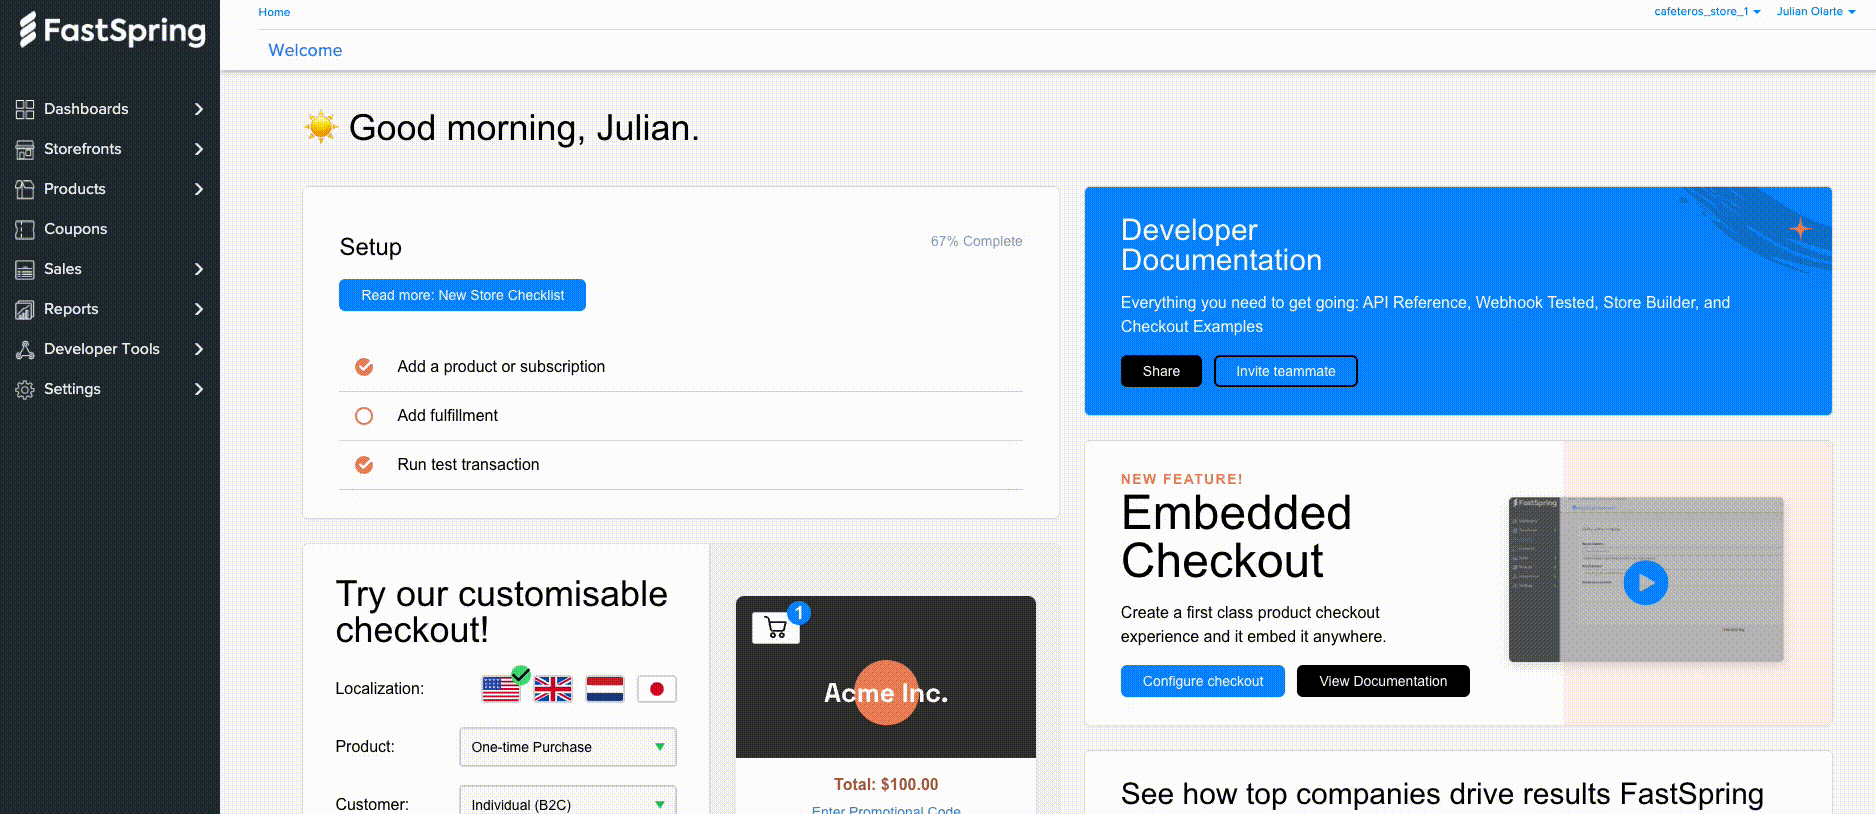 FastSpring
Home
cafeteros_store_1
Julian Olarte
Welcome
Dashboards
Storefronts
Products
Coupons
Sales
Reports
Developer Tools
Settings
Good morning, Julian.
Setup
67% Complete
Read more: New Store Checklist
Add a product or subscription
Add fulfillment
Run test transaction
Developer
Documentation
Everything you need to get going: API Reference, Webhook Tested, Store Builder, and
Checkout Examples
Share
Invite teammate
NEW FEATURE!
Embedded
Checkout
Create a first class product checkout
experience and it embed it anywhere.
Configure checkout
View Documentation
FastSpring
Try our customisable
checkout!
Localization:
Product:
One-time Purchase
Customer:
Individual (B2C)
1
Acme Inc.
Total: $100.00
Enter Promotional Code
See how top companies drive results FastSpring